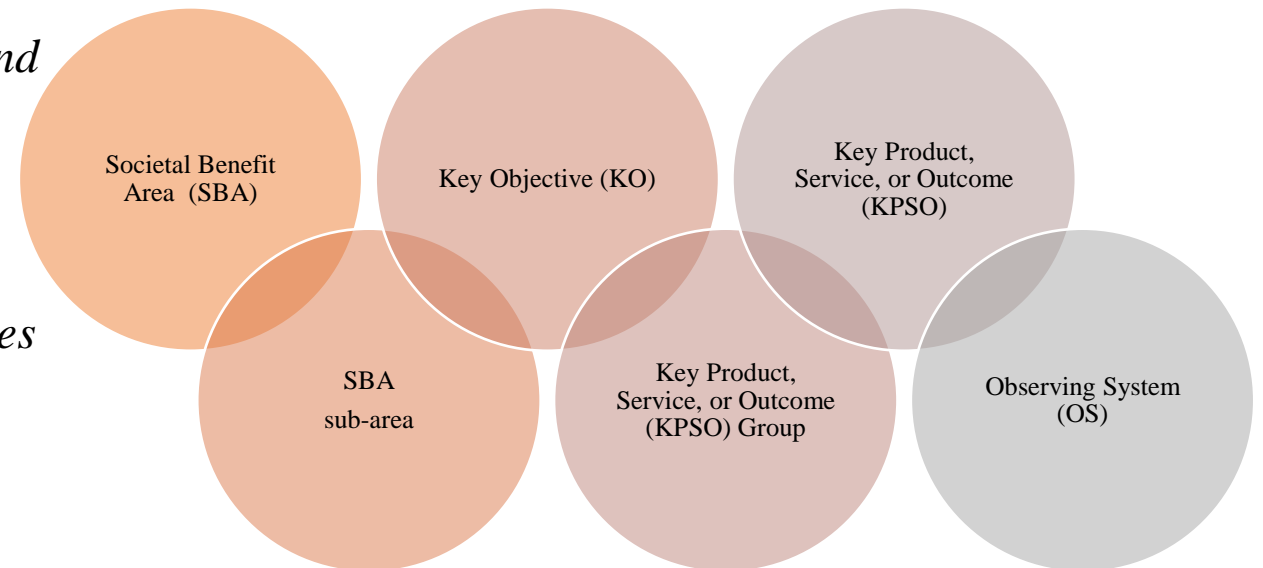 nd
Societal Benefit
Area (SBA)
Key Objective (KO)
Key Product,
Service, or Outcome
(KPSO)
es
SBA
sub-area
Key Product,
Service, or Outcome
(KPSO) Group
Observing System
(OS)